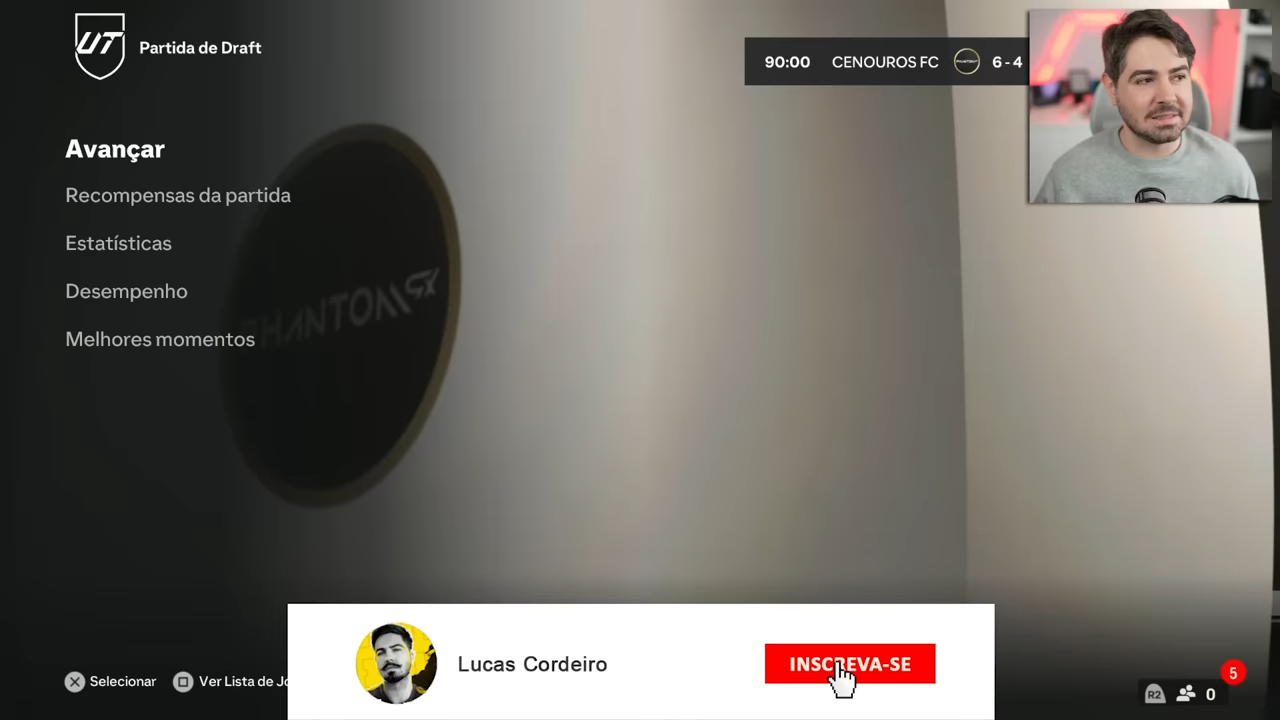 UT
Partida de Draft
90:00 CENOUROS FC PHANTOM 6 - 4
Avançar
Recompensas da partida
Estatísticas
Desempenho
Melhores momentos
PHANTOM GX
Selecionar
Ver Lista de Jo
Lucas Cordeiro
INSCREVA-SE
R2 0
5